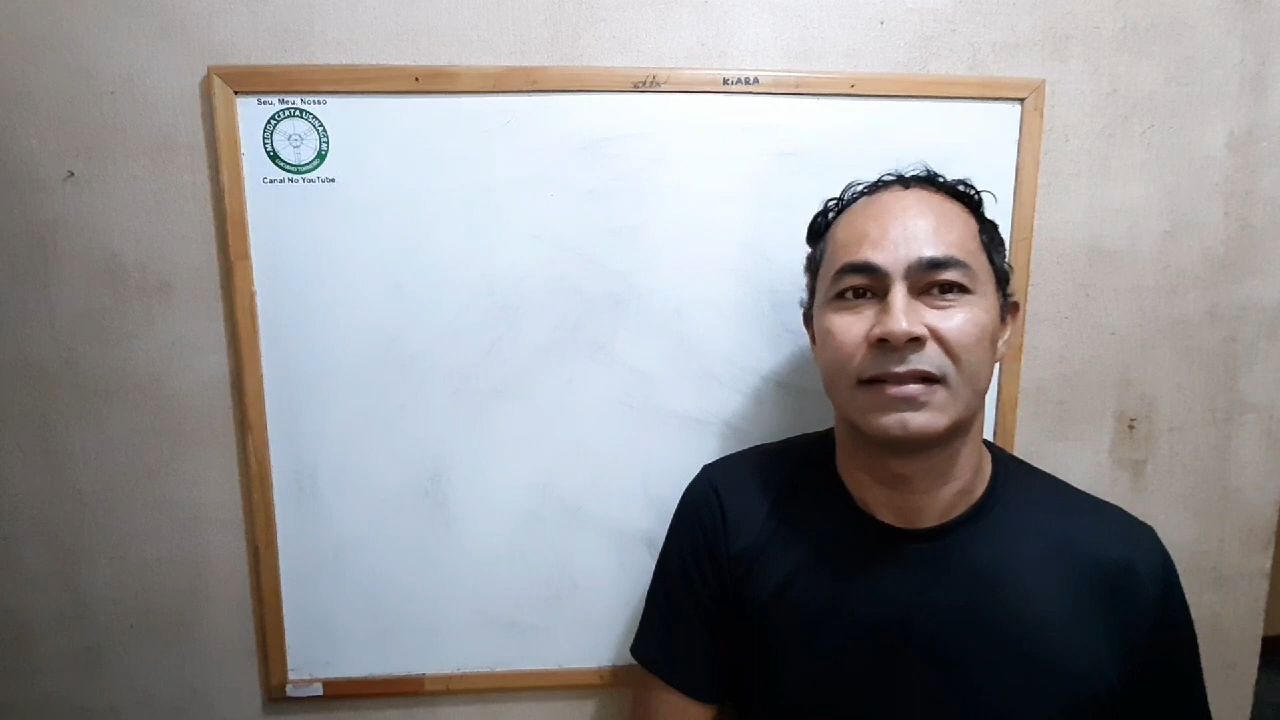 KiARA
Seu, Meu, Nosso
MEDIDA CERTA USINAGEM
Canal No YouTube